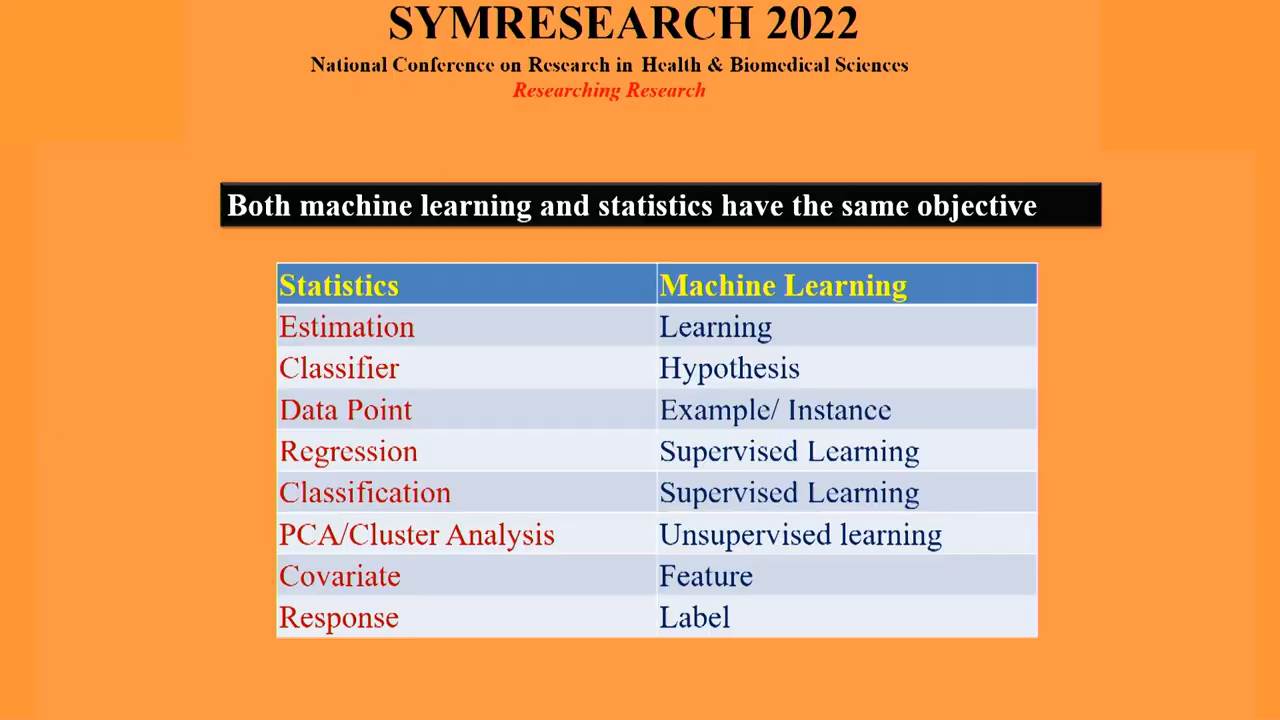 SYMRESEARCH 2022
National Conference on Research in Health & Biomedical Sciences
Researching Research
Both machine learning and statistics have the same objective
Statistics Machine Learning
Estimation Learning
Classifier Hypothesis
Data Point Example/ Instance
Regression Supervised Learning
Classification Supervised Learning
PCA/Cluster Analysis Unsupervised learning
Covariate Feature
Response Label